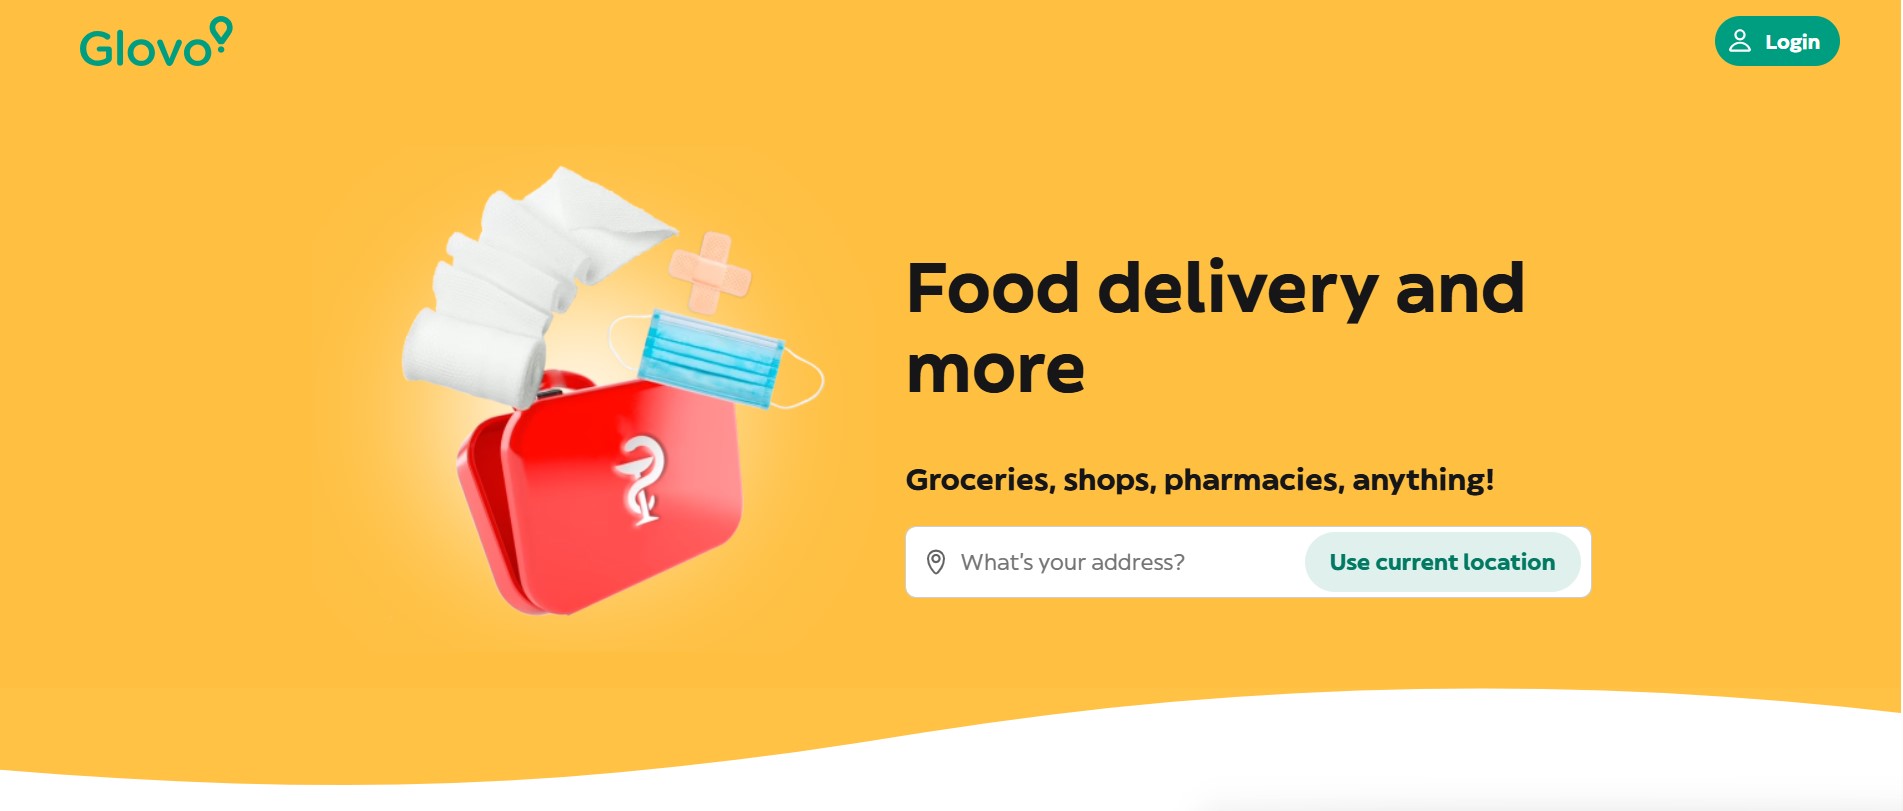 Glovo
Login
Food delivery and
more
Groceries, shops, pharmacies, anything!
What's your address?
Use current location